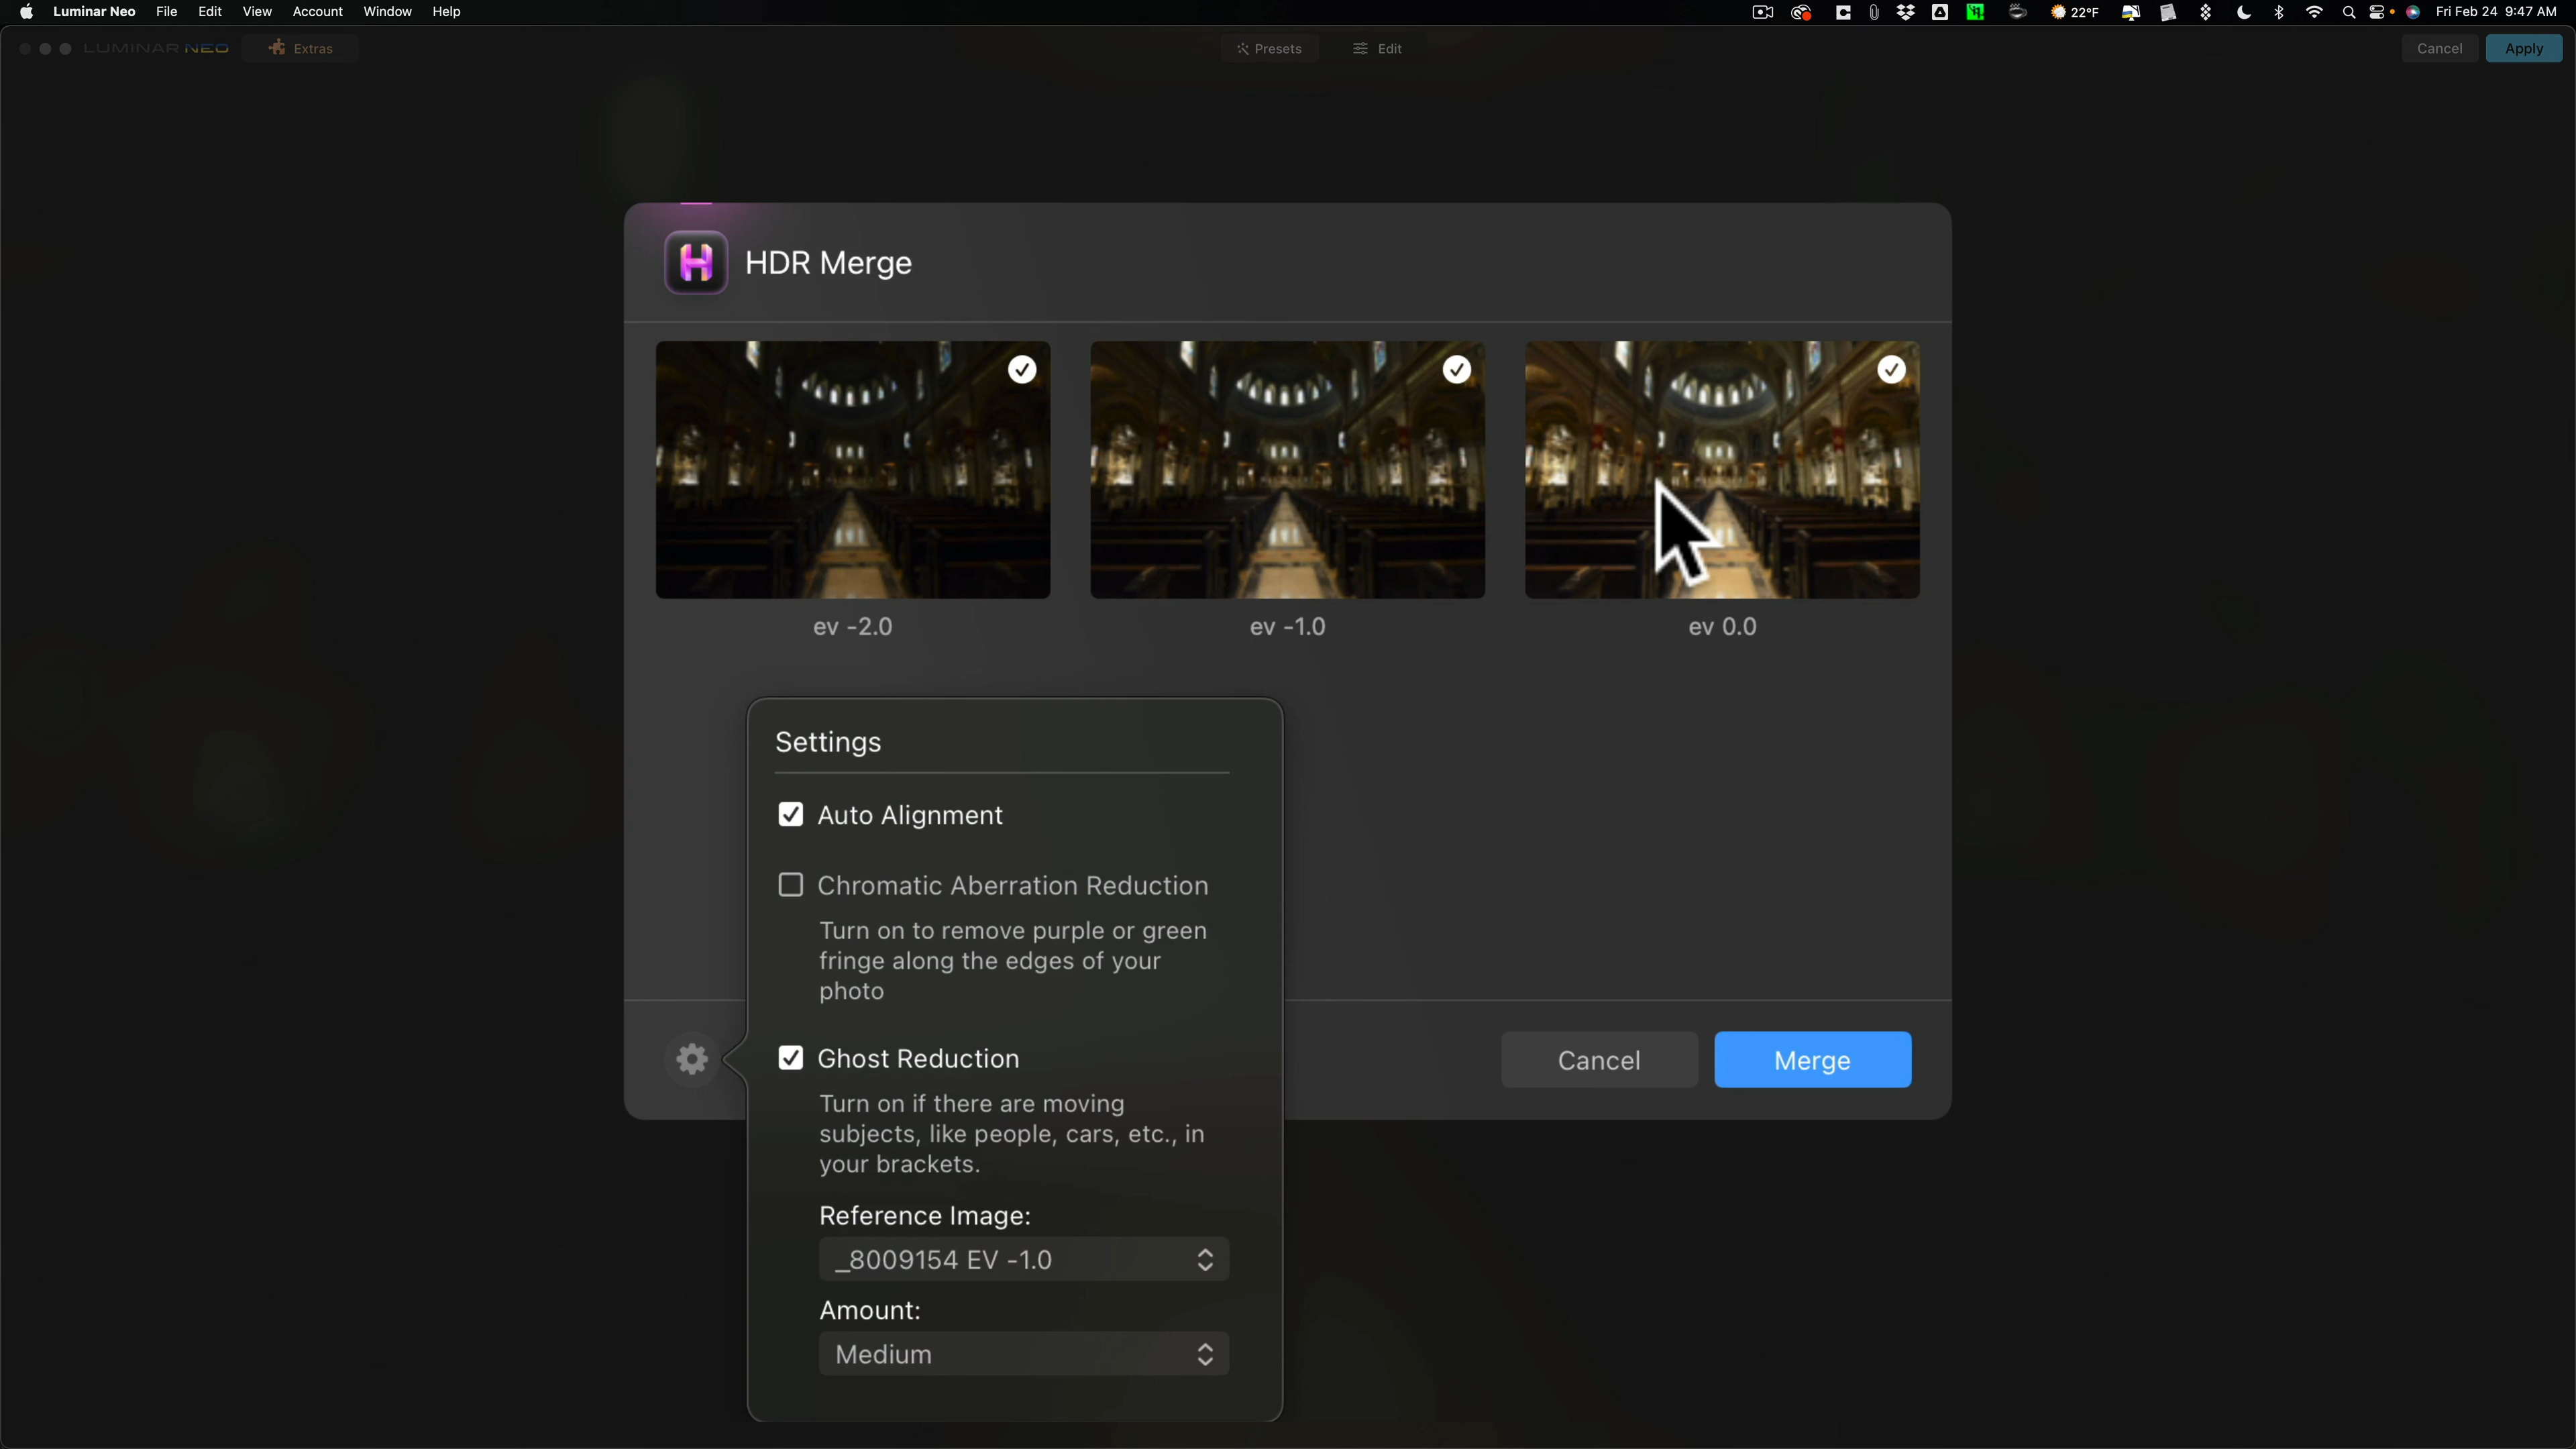 Luminar Neo File Edit View Account Window Help 22°F Fri Feb 24 9:47 AM
LUMINAR NEO Extras Presets Edit Cancel Apply
HDR Merge
ev -2.0 ev -1.0 ev 0.0
Settings
Auto Alignment
Chromatic Aberration Reduction
Turn on to remove purple or green
fringe along the edges of your
photo
Ghost Reduction
Turn on if there are moving
subjects, like people, cars, etc., in
your brackets.
Reference Image:
_8009154 EV -1.0
Amount:
Medium
Cancel Merge